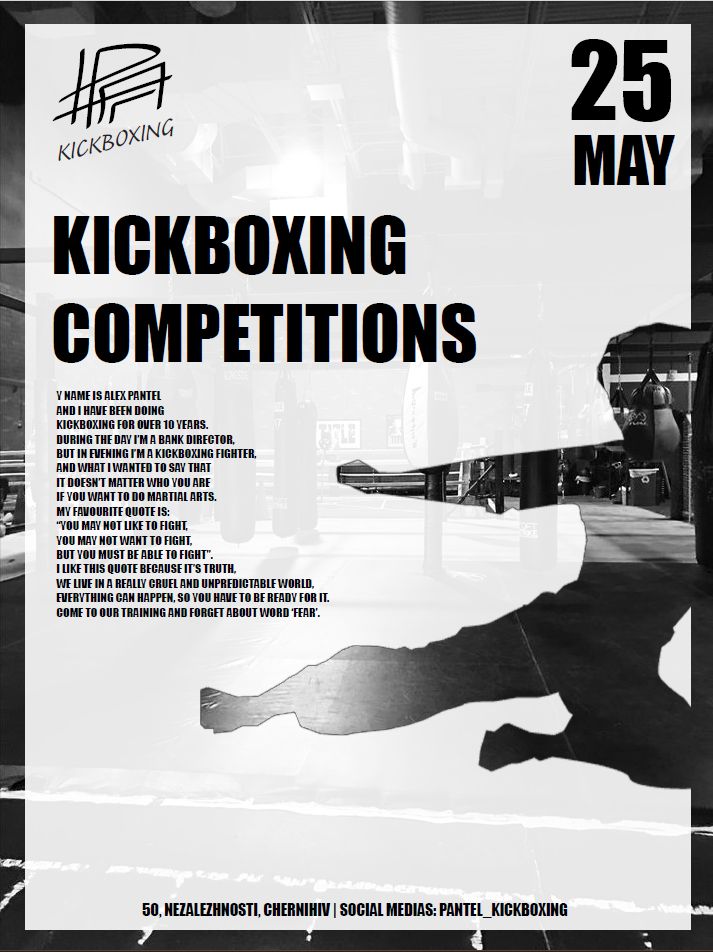 KICKBOXING
25
MAY
KICKBOXING
COMPETITIONS
Y NAME IS ALEX PANTEL
AND I HAVE BEEN DOING
KICKBOXING FOR OVER 10 YEARS.
DURING THE DAY I'M A BANK DIRECTOR,
BUT IN EVENING I'M A KICKBOXING FIGHTER,
AND WHAT I WANTED TO SAY THAT
IT DOESN'T MATTER WHO YOU ARE
IF YOU WANT TO DO MARTIAL ARTS.
MY FAVOURITE QUOTE IS:
“YOU MAY NOT LIKE TO FIGHT,
YOU MAY NOT WANT TO FIGHT,
BUT YOU MUST BE ABLE TO FIGHT”.
I LIKE THIS QUOTE BECAUSE IT'S TRUTH,
WE LIVE IN A REALLY CRUEL AND UNPREDICTABLE WORLD,
EVERYTHING CAN HAPPEN, SO YOU HAVE TO BE READY FOR IT.
COME TO OUR TRAINING AND FORGET ABOUT WORD ‘FEAR’.
50, NEZALEZHNOSTI, CHERNIHIV | SOCIAL MEDIAS: PANTEL_KICKBOXING